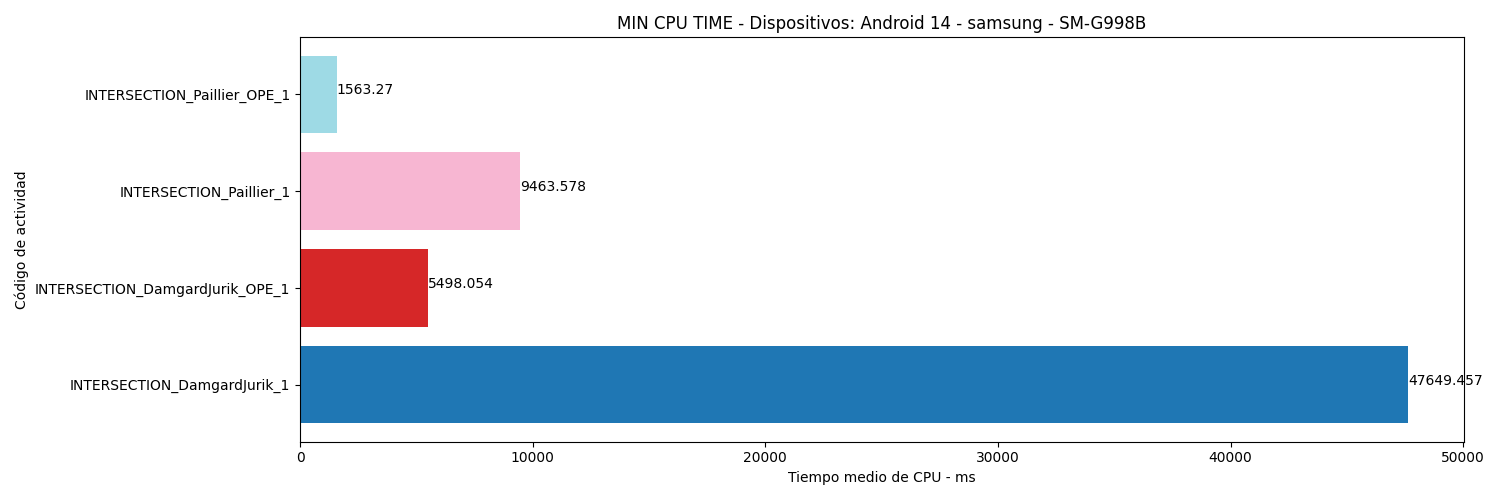 MIN CPU TIME - Dispositivos: Android 14 - samsung - SM-G998B
Código de actividad
INTERSECTION_Paillier_OPE_1
1563.27
INTERSECTION_Paillier_1
9463.578
INTERSECTION_DamgardJurik_OPE_1
5498.054
INTERSECTION_DamgardJurik_1
47649.457
0 10000 20000 30000 40000 50000
Tiempo medio de CPU - ms